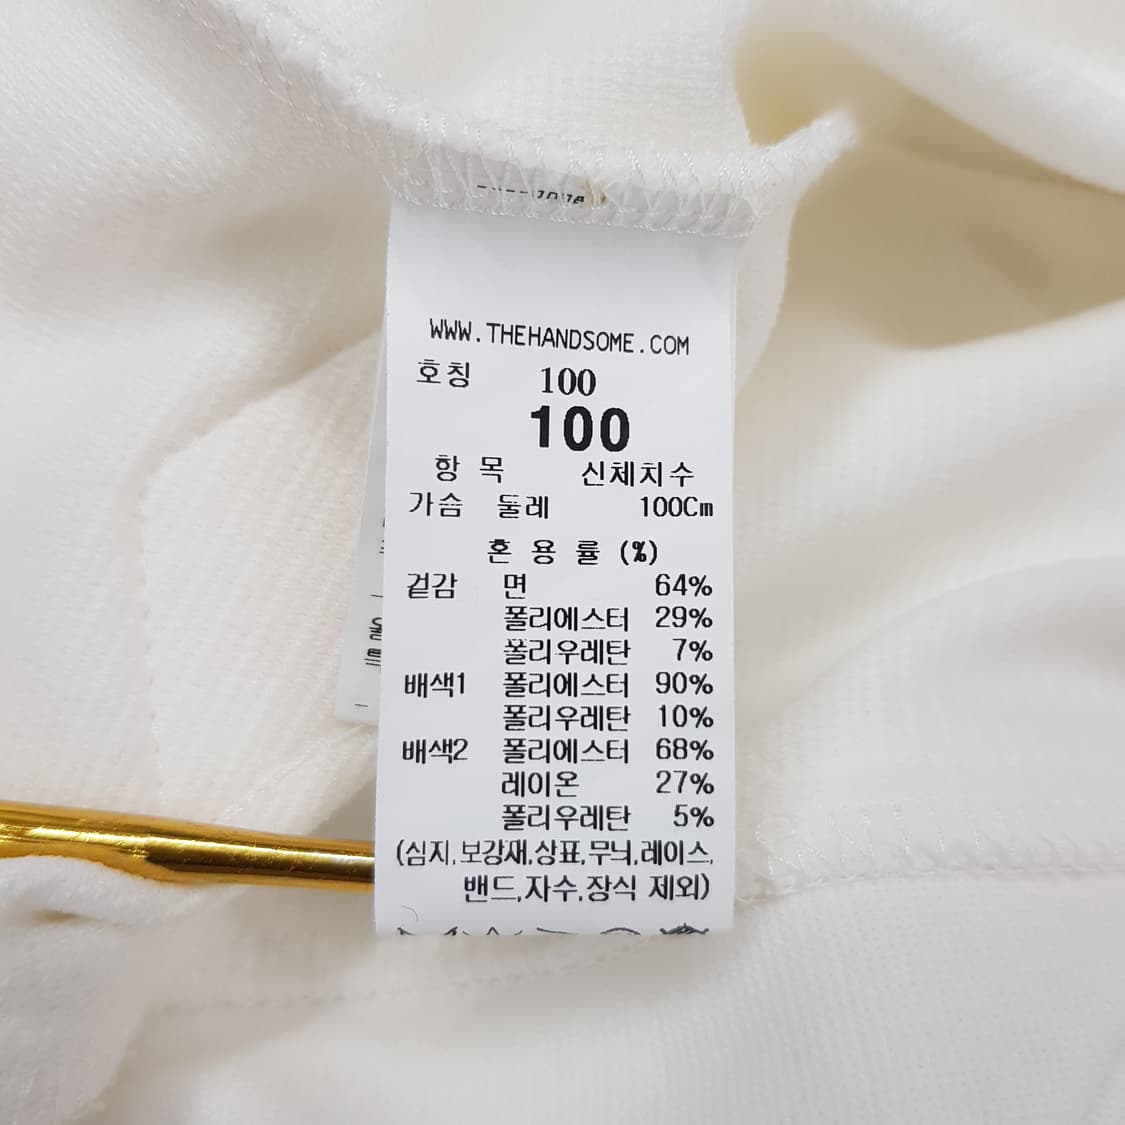 WWW.THEHANDSOME.COM
호칭 100
100
항 목 신체치수
가슴 둘레 100Cm
혼 용 률 (%)
겉감 면 64%
폴리에스터 29%
폴리우레탄 7%
배색1 폴리에스터 90%
폴리우레탄 10%
배색2 폴리에스터 68%
레이온 27%
폴리우레탄 5%
(심지,보강재,상표,무늬,레이스,
밴드,자수,장식 제외)